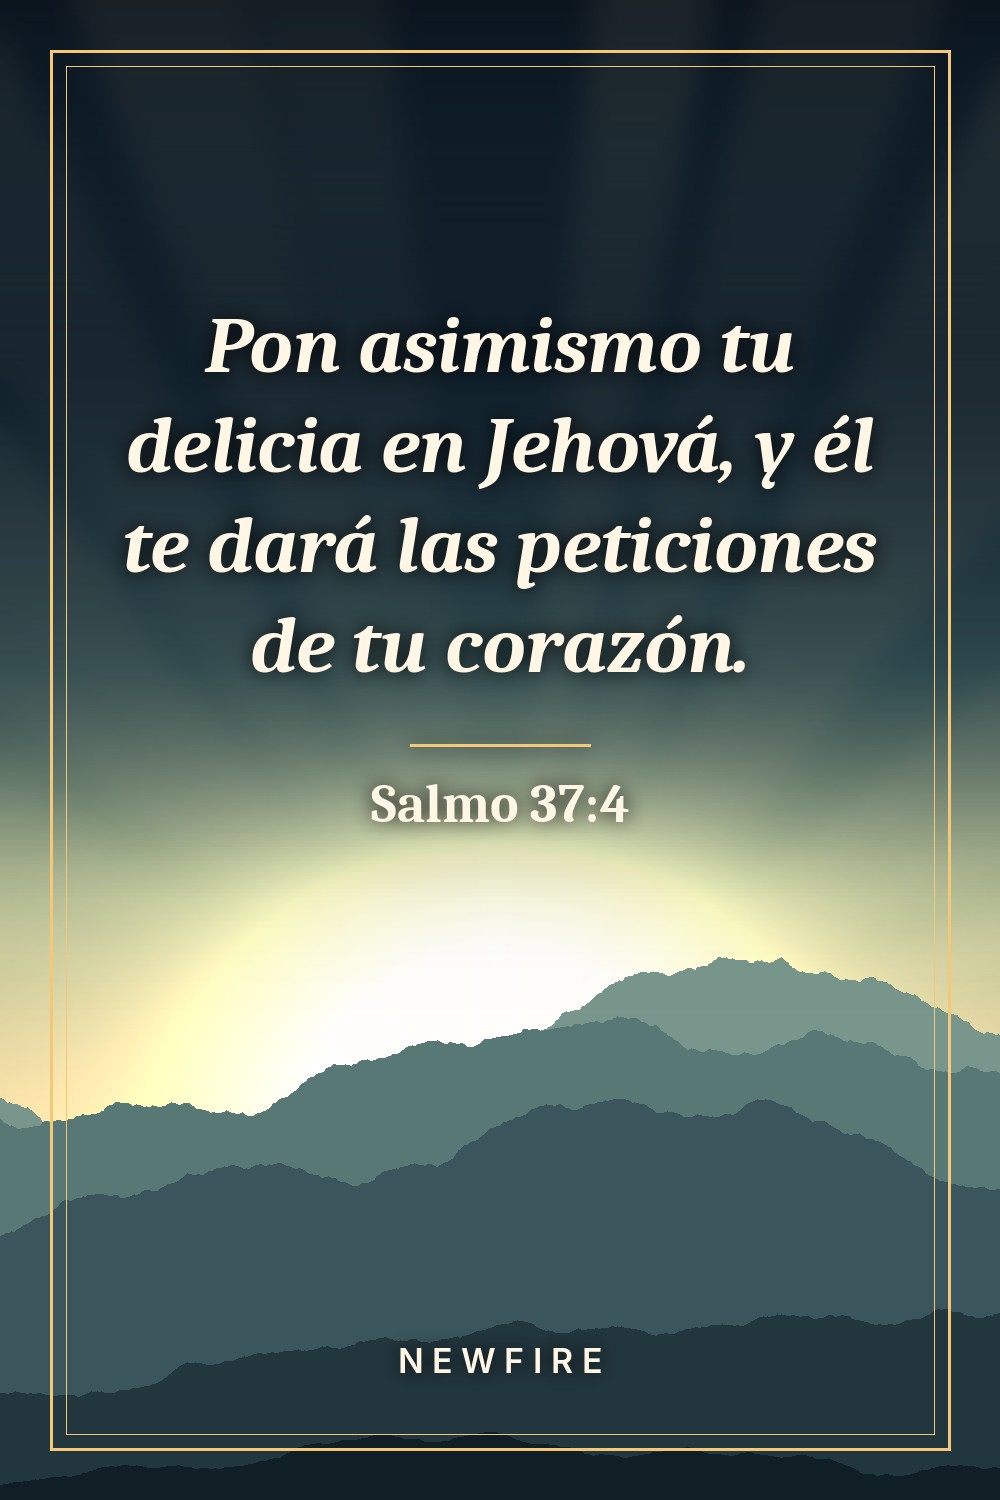 Pon asimismo tu
delicia en Jehová, y él
te dará las peticiones
de tu corazón.
Salmo 37:4
NEWFIRE